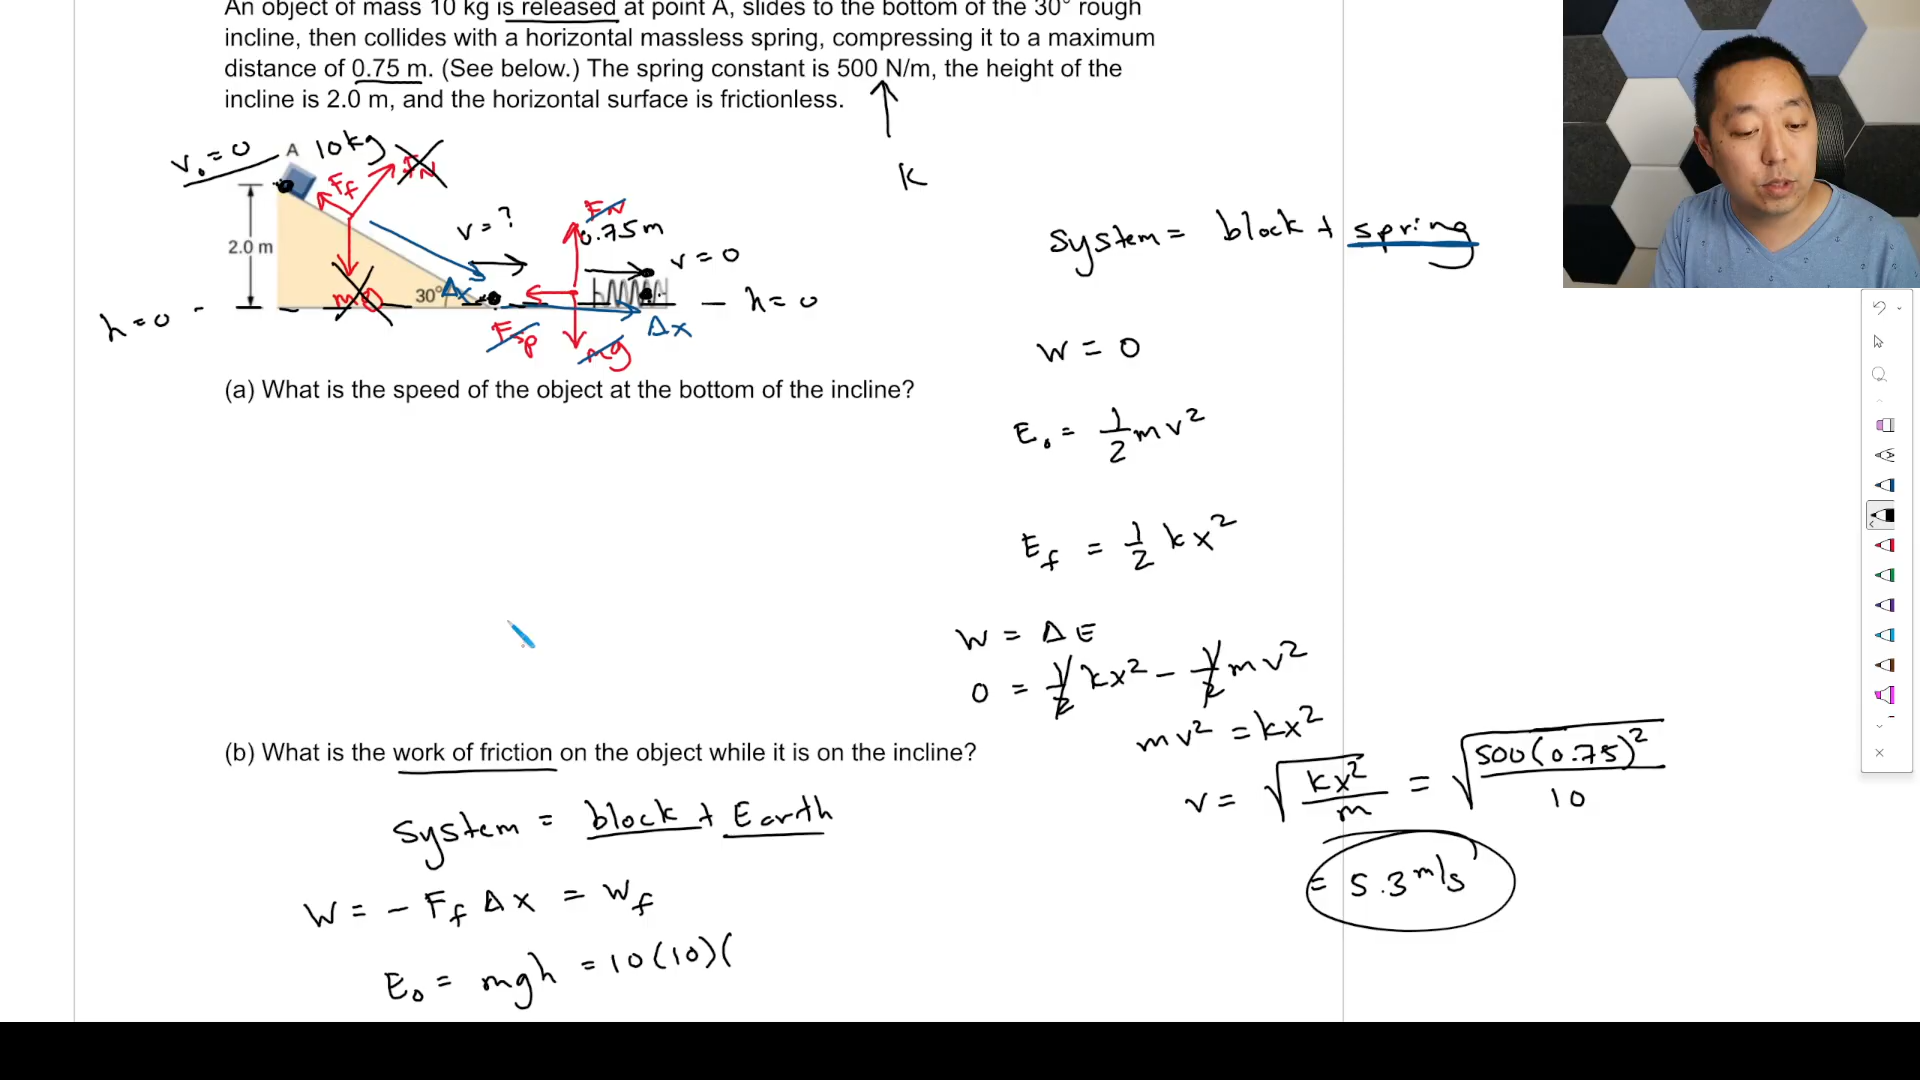 An object of mass 10 kg is released at point A, slides to the bottom of the 30° rough
incline, then collides with a horizontal massless spring, compressing it to a maximum
distance of 0.75 m. (See below.) The spring constant is 500 N/m, the height of the
incline is 2.0 m, and the horizontal surface is frictionless.
k
v₀ = 0
A
10kg
Ff
FN
2.0 m
mg
30°
Δx
v = ?
FN
0.75m
v = 0
h = 0
h = 0
Fsp
mg
Δx
(a) What is the speed of the object at the bottom of the incline?
System = block + spring
W = 0
E₀ = 1/2 mv²
Ef = 1/2 kx²
W = ΔE
0 = 1/2 kx² - 1/2 mv²
mv² = kx²
v = √(kx²/m) = √(500(0.75)²/10)
= 5.3 m/s
(b) What is the work of friction on the object while it is on the incline?
System = block + Earth
W = - Ff Δx = Wf
E₀ = mgh = 10(10)(